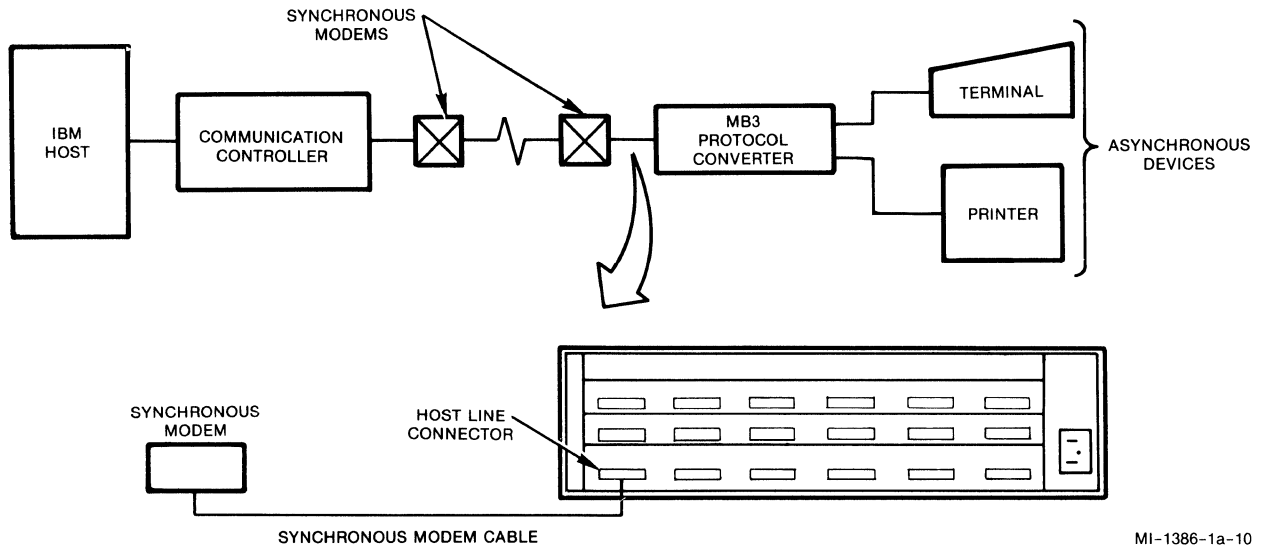 SYNCHRONOUS
MODEMS
IBM
HOST
COMMUNICATION
CONTROLLER
MB3
PROTOCOL
CONVERTER
TERMINAL
PRINTER
ASYNCHRONOUS
DEVICES
SYNCHRONOUS
MODEM
HOST LINE
CONNECTOR
SYNCHRONOUS MODEM CABLE
MI-1386-1a-10